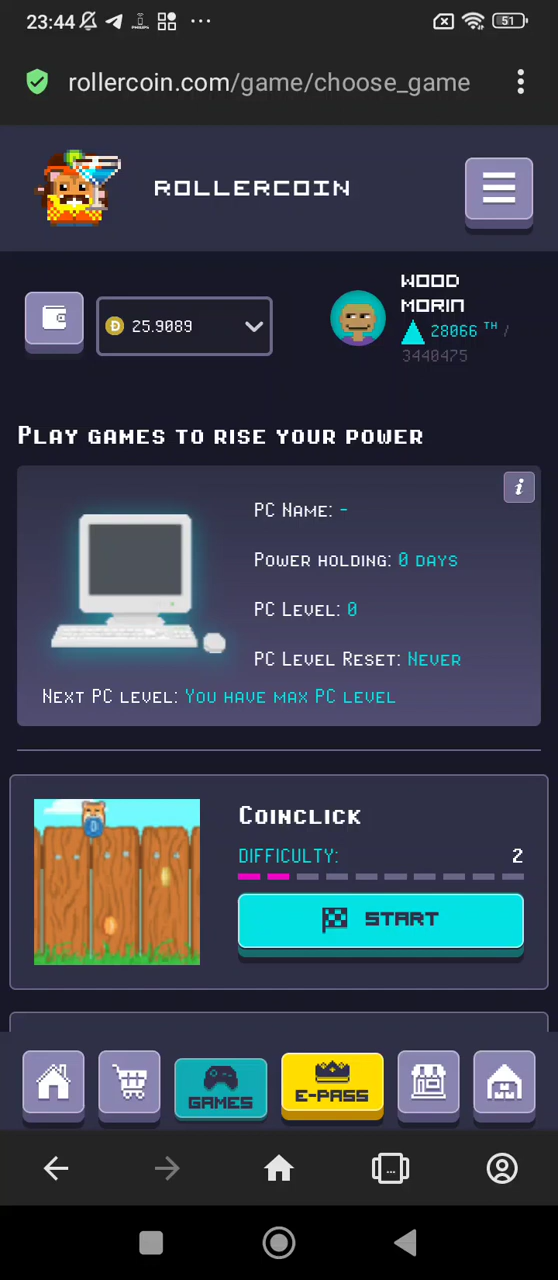 23:44
51
rollercoin.com/game/choose_game
ROLLERCOIN
25.9089
WOOD
MORIN
28066 TH /
3440475
PLAY GAMES TO RISE YOUR POWER
i
PC NAME: -
POWER HOLDING: 0 DAYS
PC LEVEL: 0
PC LEVEL RESET: NEVER
NEXT PC LEVEL: YOU HAVE MAX PC LEVEL
COINCLICK
DIFFICULTY: 2
START
GAMES
E-PASS